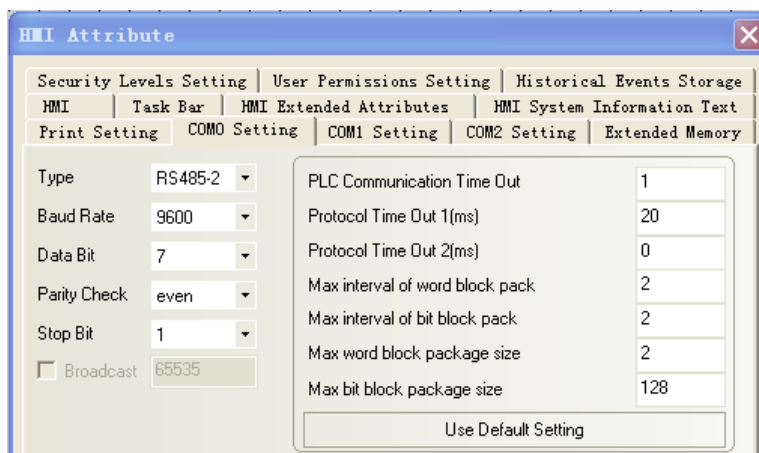 HMI Attribute
Security Levels Setting User Permissions Setting Historical Events Storage
HMI Task Bar HMI Extended Attributes HMI System Information Text
Print Setting COM0 Setting COM1 Setting COM2 Setting Extended Memory
Type RS485-2
Baud Rate 9600
Data Bit 7
Parity Check even
Stop Bit 1
Broadcast 65535
PLC Communication Time Out 1
Protocol Time Out 1(ms) 20
Protocol Time Out 2(ms) 0
Max interval of word block pack 2
Max interval of bit block pack 2
Max word block package size 2
Max bit block package size 128
Use Default Setting